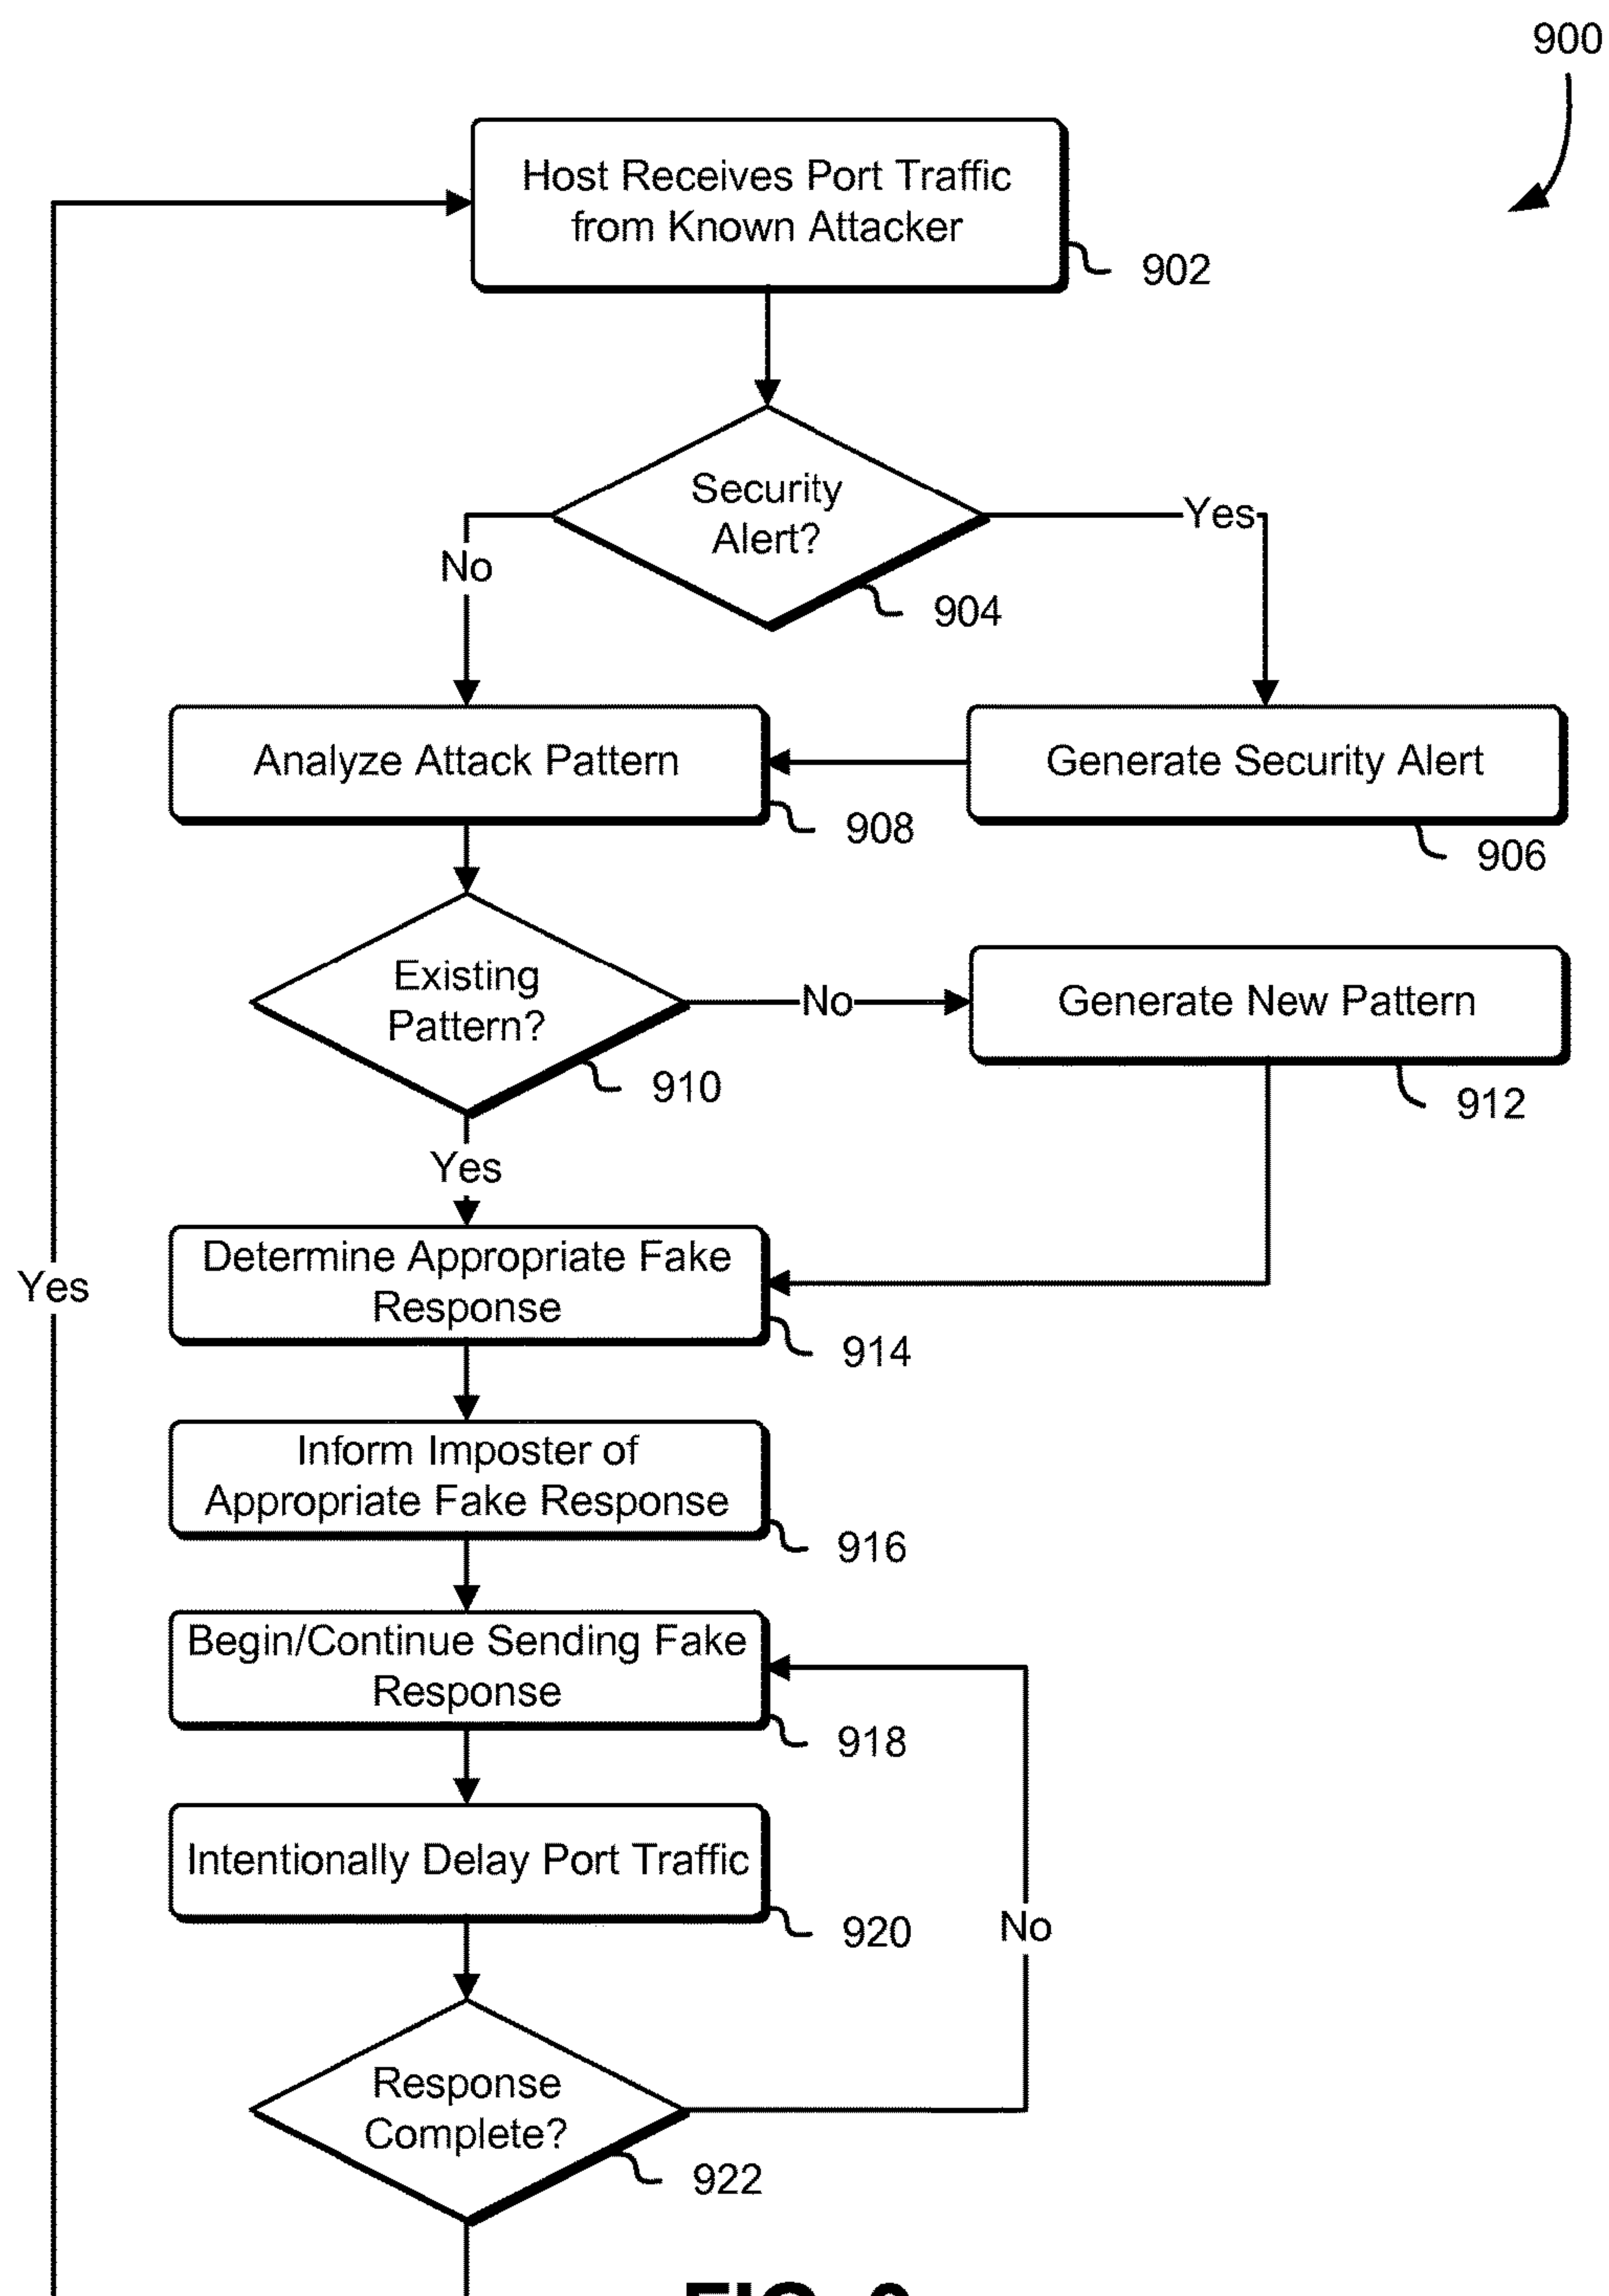 900
Host Receives Port Traffic
from Known Attacker
902
Security
Alert?
904
No
Yes
Analyze Attack Pattern
908
Generate Security Alert
906
Existing
Pattern?
910
No
Generate New Pattern
912
Yes
Determine Appropriate Fake
Response
914
Yes
Inform Imposter of
Appropriate Fake Response
916
Begin/Continue Sending Fake
Response
918
Intentionally Delay Port Traffic
920
No
Response
Complete?
922